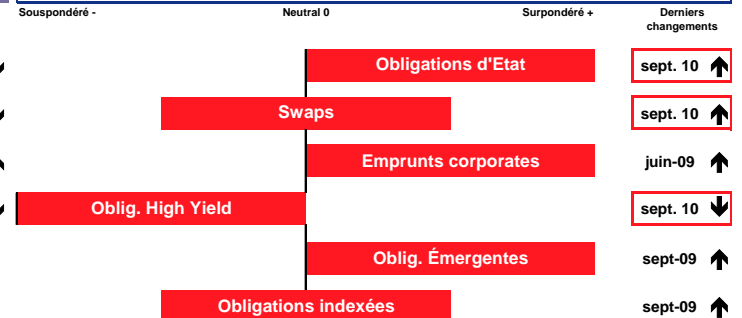 Souspondéré - Neutral 0 Surpondéré + Derniers
changements
Obligations d'Etat sept. 10
Swaps sept. 10
Emprunts corporates juin-09
Oblig. High Yield sept. 10
Oblig. Émergentes sept-09
Obligations indexées sept-09